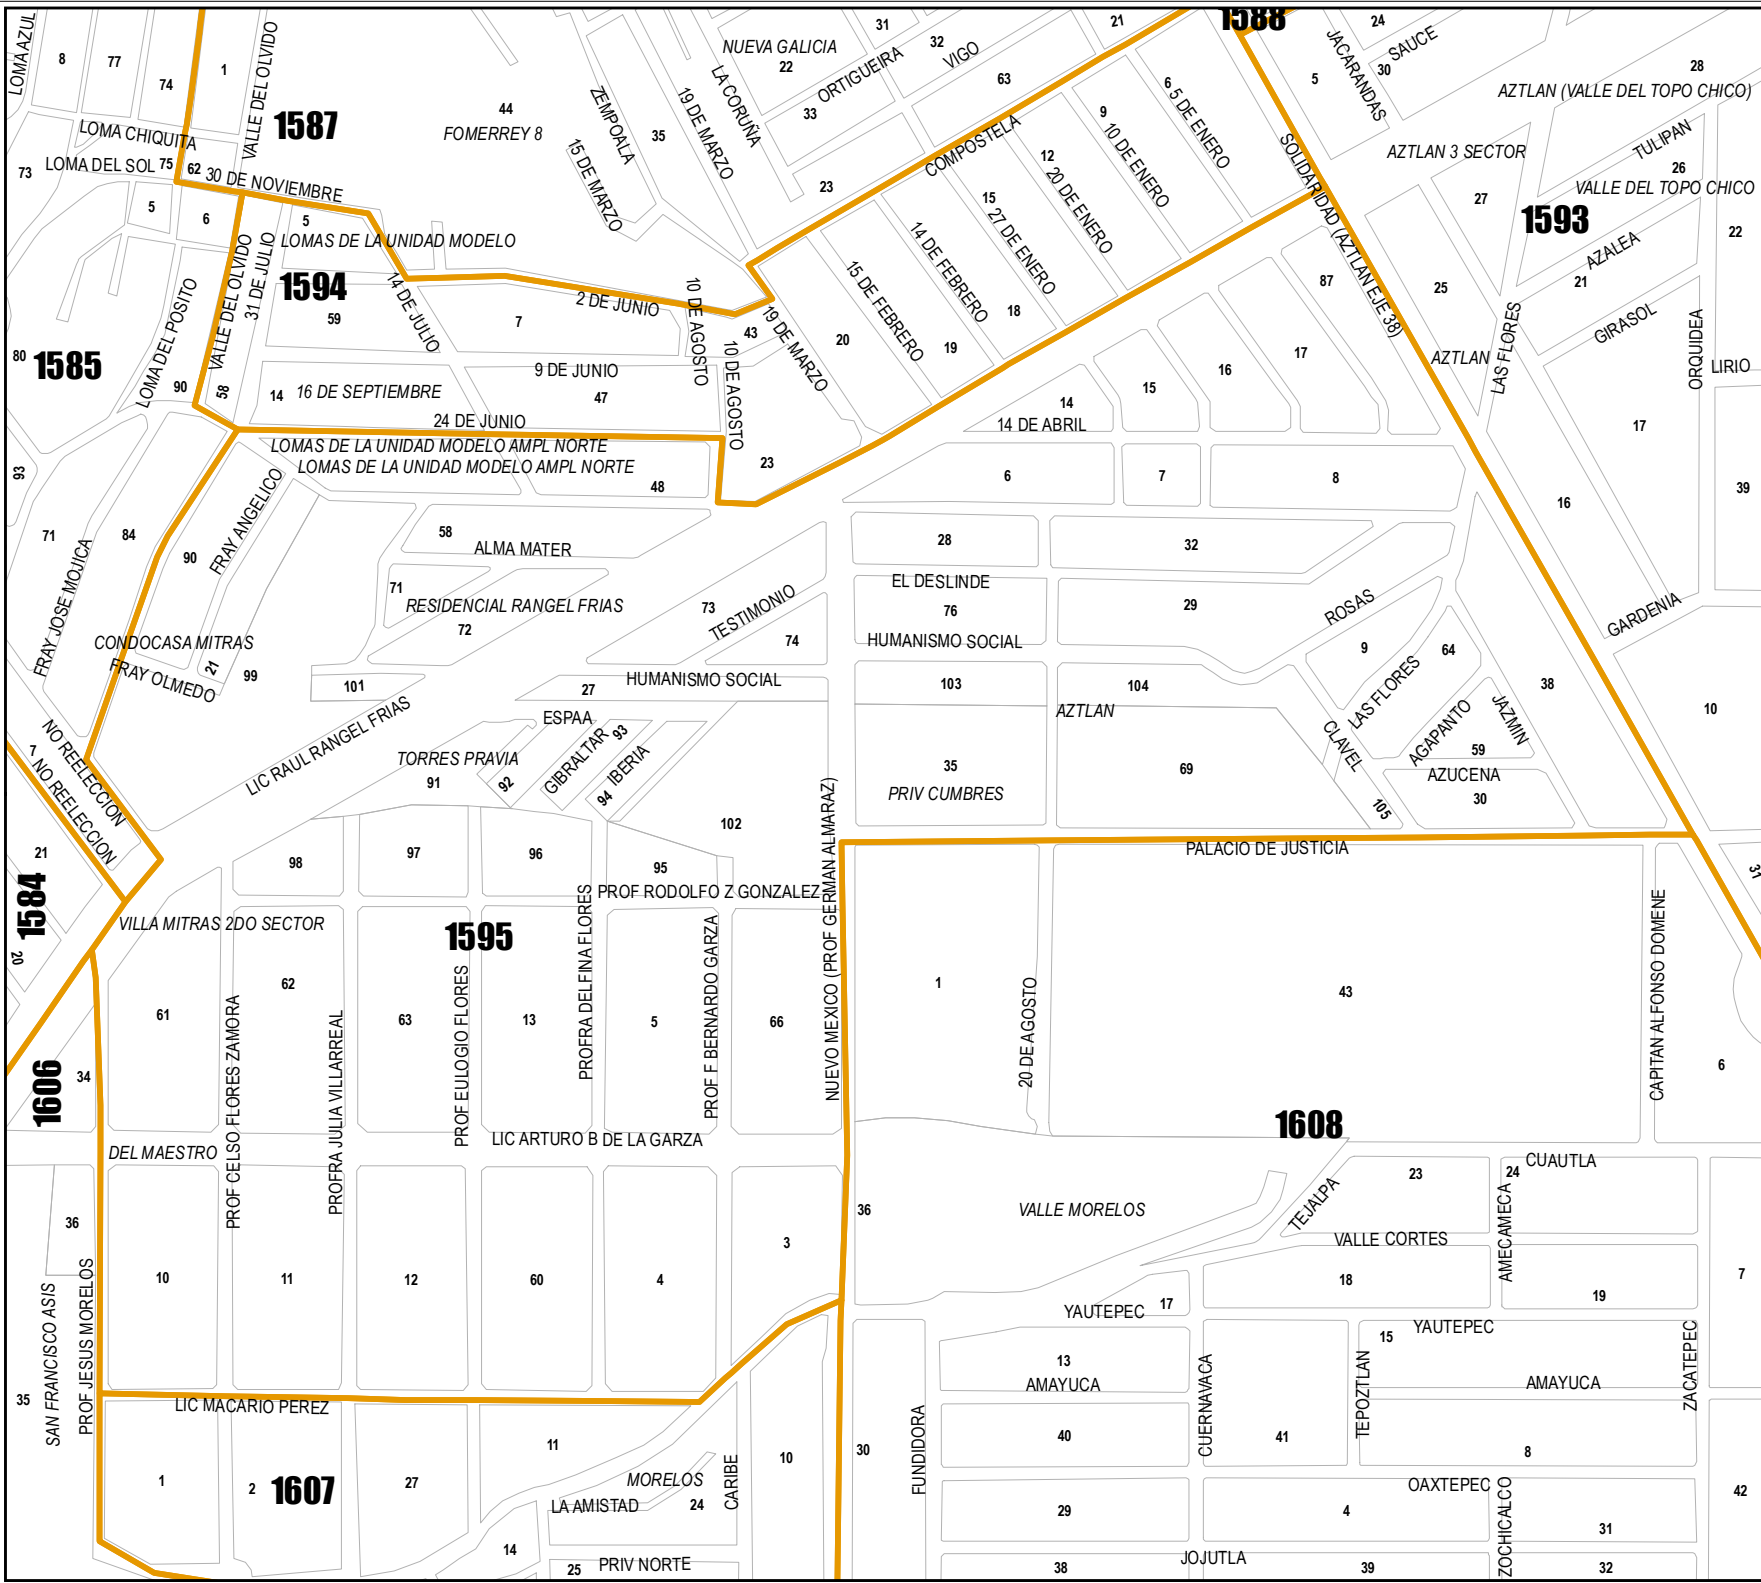 1588
LOMA AZUL
8
77
74
1
VALLE DEL OLVIDO
1587
44
FOMERREY 8
ZEMPOALA
35
19 DE MARZO
LA CORUÑA
NUEVA GALICIA
22
31
32
ORTIGUEIRA
VIGO
33
63
21
24
SAUCE
30
JACARANDAS
5
28
AZTLAN (VALLE DEL TOPO CHICO)
LOMA CHIQUITA
LOMA DEL SOL
75
62
30 DE NOVIEMBRE
73
5
6
5
LOMAS DE LA UNIDAD MODELO
15 DE MARZO
23
COMPOSTELA
6
5 DE ENERO
9
10 DE ENERO
12
20 DE ENERO
15
27 DE ENERO
14 DE FEBRERO
18
15 DE FEBRERO
19
20
SOLIDARIDAD (AZTLAN EJE 38)
AZTLAN 3 SECTOR
TULIPAN
26
VALLE DEL TOPO CHICO
27
1593
22
AZALEA
21
25
GIRASOL
ORQUIDEA
LIRIO
LAS FLORES
AZTLAN
87
17
16
15
14
14 DE ABRIL
17
39
16
80
1585
LOMA DEL POSITO
90
VALLE DEL OLVIDO
31 DE JULIO
1594
59
14 DE JULIO
7
2 DE JUNIO
10 DE AGOSTO
43
19 DE MARZO
58
14
16 DE SEPTIEMBRE
9 DE JUNIO
47
10 DE AGOSTO
24 DE JUNIO
LOMAS DE LA UNIDAD MODELO AMPL NORTE
LOMAS DE LA UNIDAD MODELO AMPL NORTE
48
23
6
7
8
93
71
84
90
FRAY ANGELICO
FRAY JOSE MOJICA
CONDOCASA MITRAS
FRAY OLMEDO
21
99
58
ALMA MATER
71
RESIDENCIAL RANGEL FRIAS
72
73
TESTIMONIO
74
28
32
EL DESLINDE
76
29
HUMANISMO SOCIAL
ROSAS
9
64
GARDENIA
38
10
101
27
HUMANISMO SOCIAL
103
104
AZTLAN
LAS FLORES
AGAPANTO
JAZMIN
59
AZUCENA
30
CLAVEL
105
LIC RAUL RANGEL FRIAS
ESPAA
TORRES PRAVIA
91
92
GIBRALTAR
93
94
IBERIA
102
35
PRIV CUMBRES
69
7
NO REELECCION
NO REELECCION
21
1584
20
98
97
96
95
PROF RODOLFO Z GONZALEZ
VILLA MITRAS 2DO SECTOR
1595
NUEVO MEXICO (PROF GERMAN ALMARAZ)
PALACIO DE JUSTICIA
31
61
62
63
13
5
66
PROF CELSO FLORES ZAMORA
PROFRA JULIA VILLARREAL
PROF EULOGIO FLORES
PROFRA DELFINA FLORES
PROF F BERNARDO GARZA
1
20 DE AGOSTO
43
CAPITAN ALFONSO DOMENE
6
1606
34
DEL MAESTRO
LIC ARTURO B DE LA GARZA
1608
36
SAN FRANCISCO ASIS
PROF JESUS MORELOS
35
10
11
12
60
4
3
36
VALLE MORELOS
TEJALPA
23
24
CUAUTLA
AMECAMECA
VALLE CORTES
18
19
7
17
YAUTEPEC
15
YAUTEPEC
13
AMAYUCA
AMAYUCA
ZACATEPEC
CUERNAVACA
TEPOZTLAN
LIC MACARIO PEREZ
1
2
1607
27
11
MORELOS
LA AMISTAD
24
CARIBE
10
30
FUNDIDORA
40
41
8
OAXTEPEC
ZOCHICALCO
42
29
4
31
14
25
PRIV NORTE
38
JOJUTLA
39
32